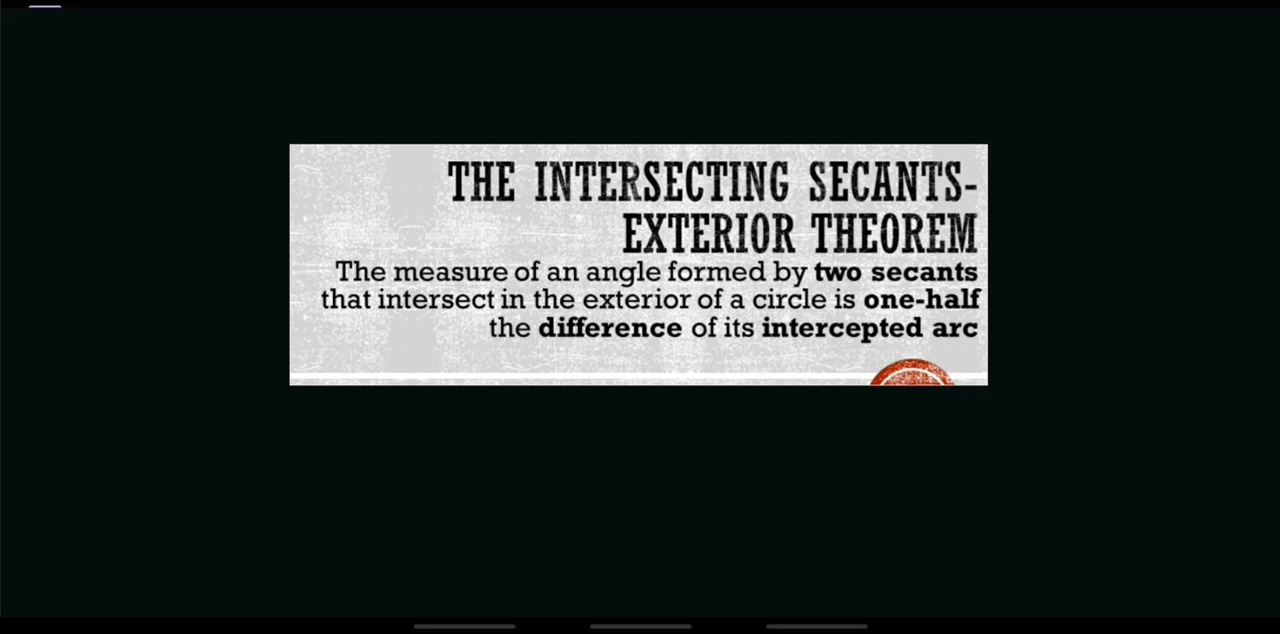 THE INTERSECTING SECANTS-
EXTERIOR THEOREM
The measure of an angle formed by two secants
that intersect in the exterior of a circle is one-half
the difference of its intercepted arc